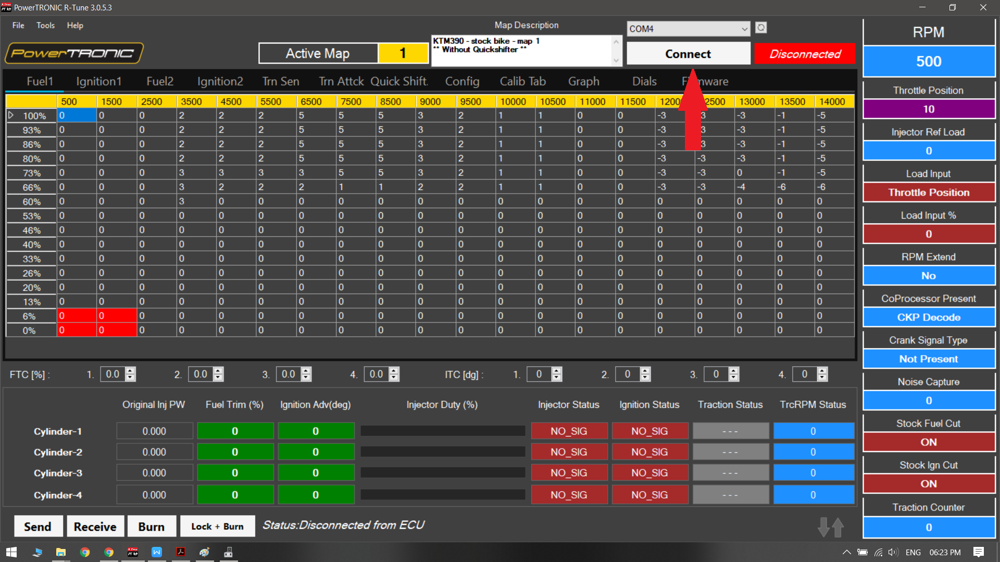 PowerTRONIC R-Tune 3.0.5.3
File Tools Help
Map Description
COM4
RPM
PowerTRONIC
Active Map 1
KTM390 - stock bike - map 1
** Without Quickshifter **
Connect
Disconnected
500
Fuel1 Ignition1 Fuel2 Ignition2 Trn Sen Trn Attck Quick Shift. Config Calib Tab Graph Dials
500 1500 2500 3500 4500 5500 6500 7500 8500 9000 9500 10000 10500 11000 11500 1200 2500 13000 13500 14000
100% 0 0 0 2 2 2 5 5 5 3 2 1 1 0 0 -3 3 -3 -1 -5
93% 0 0 0 2 2 2 5 5 5 3 2 1 1 0 0 -3 3 -3 -1 -5
86% 0 0 0 2 2 2 5 5 5 3 2 1 1 0 0 -3 3 -3 -1 -5
80% 0 0 0 2 2 2 5 5 5 3 2 1 1 0 0 -3 -3 -3 -1 -5
73% 0 0 0 3 3 3 3 5 5 3 2 1 1 0 0 -3 -3 0 -1 -5
66% 0 0 0 3 2 2 2 1 1 2 2 1 1 0 0 -3 -3 -4 -6 -6
60% 0 0 0 3 0 0 0 0 0 0 0 0 0 0 0 0 0 0 0 0
53% 0 0 0 0 0 0 0 0 0 0 0 0 0 0 0 0 0 0 0 0
46% 0 0 0 0 0 0 0 0 0 0 0 0 0 0 0 0 0 0 0 0
40% 0 0 0 0 0 0 0 0 0 0 0 0 0 0 0 0 0 0 0 0
33% 0 0 0 0 0 0 0 0 0 0 0 0 0 0 0 0 0 0 0 0
26% 0 0 0 0 0 0 0 0 0 0 0 0 0 0 0 0 0 0 0 0
20% 0 0 0 0 0 0 0 0 0 0 0 0 0 0 0 0 0 0 0 0
13% 0 0 0 0 0 0 0 0 0 0 0 0 0 0 0 0 0 0 0 0
6% 0 0 0 0 0 0 0 0 0 0 0 0 0 0 0 0 0 0 0 0
0% 0 0 0 0 0 0 0 0 0 0 0 0 0 0 0 0 0 0 0 0
Throttle Position
10
Injector Ref Load
0
Load Input
Throttle Position
Load Input %
0
RPM Extend
No
CoProcessor Present
CKP Decode
Crank Signal Type
Not Present
Noise Capture
0
Stock Fuel Cut
ON
Stock Ign Cut
ON
Traction Counter
0
FTC [%] : 1. 0.0 2. 0.0 3. 0.0 4. 0.0 ITC [dg] : 1. 0 2. 0 3. 0 4. 0
Original Inj PW Fuel Trim (%) Ignition Adv(deg) Injector Duty (%) Injector Status Ignition Status Traction Status TrcRPM Status
Cylinder-1 0.000 0 0 NO_SIG NO_SIG --- 0
Cylinder-2 0.000 0 0 NO_SIG NO_SIG --- 0
Cylinder-3 0.000 0 0 NO_SIG NO_SIG --- 0
Cylinder-4 0.000 0 0 NO_SIG NO_SIG --- 0
Send Receive Burn Lock + Burn Status:Disconnected from ECU
ENG 06:23 PM